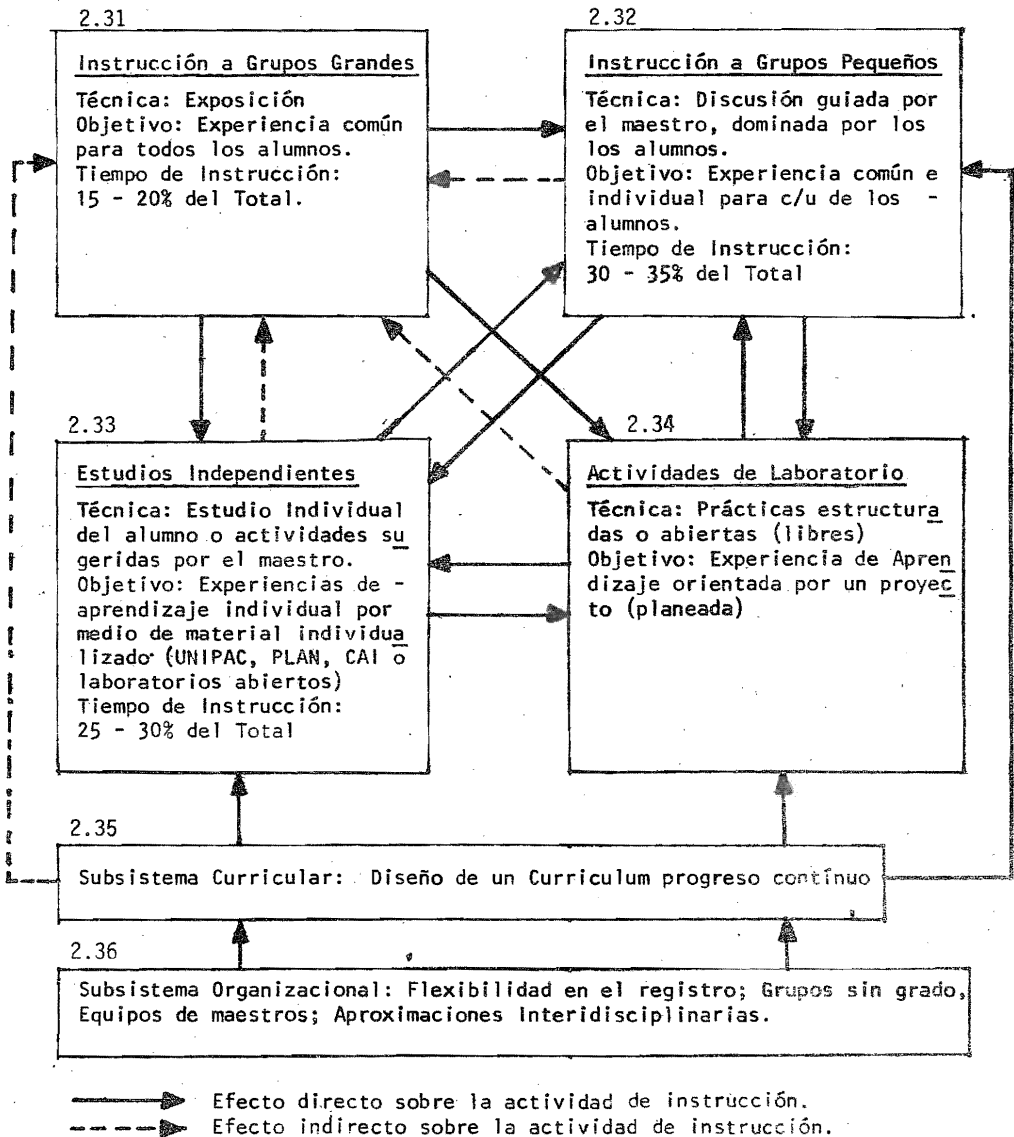 2.31
Instrucción a Grupos Grandes
Técnica: Exposición
Objetivo: Experiencia común
para todos los alumnos.
Tiempo de Instrucción:
15 - 20% del Total.
2.32
Instrucción a Grupos Pequeños
Técnica: Discusión guiada por
el maestro, dominada por los
los alumnos.
Objetivo: Experiencia común e
individual para c/u de los -
alumnos.
Tiempo de Instrucción:
30 - 35% del Total
2.33
Estudios Independientes
Técnica: Estudio Individual
del alumno o actividades su
geridas por el maestro.
Objetivo: Experiencias de -
aprendizaje individual por
medio de material individua
lizado (UNIPAC, PLAN, CAI o
laboratorios abiertos)
Tiempo de Instrucción:
25 - 30% del Total
2.34
Actividades de Laboratorio
Técnica: Prácticas estructura
das o abiertas (libres)
Objetivo: Experiencia de Apren
dizaje orientada por un proyec
to (planeada)
2.35
Subsistema Curricular: Diseño de un Curriculum progreso contínuo
2.36
Subsistema Organizacional: Flexibilidad en el registro; Grupos sin grado,
Equipos de maestros; Aproximaciones Interidisciplinarias.
Efecto directo sobre la actividad de instrucción.
Efecto indirecto sobre la actividad de instrucción.